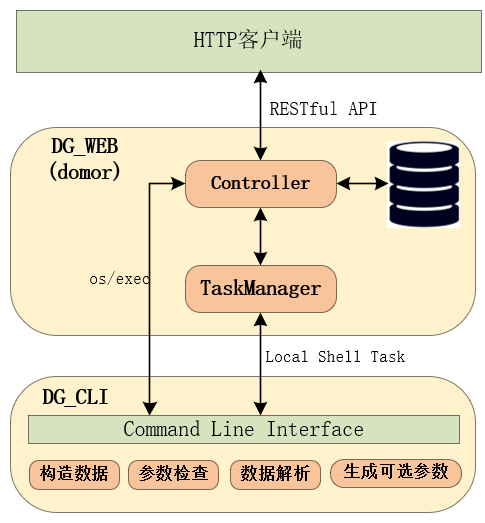 HTTP客户端
RESTful API
DG_WEB
(domor)
Controller
os/exec
TaskManager
Local Shell Task
DG_CLI
Command Line Interface
构造数据
参数检查
数据解析
生成可选参数